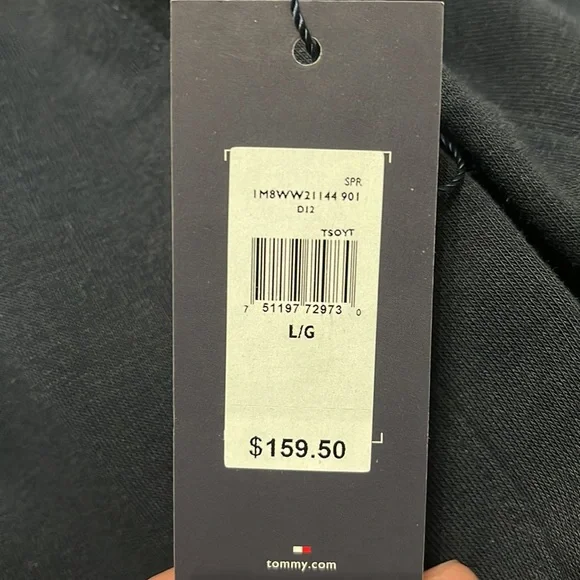 SPR
1M8WW21144 901
D12
TSOYT
7 51197 72973 0
L/G
$159.50
tommy.com